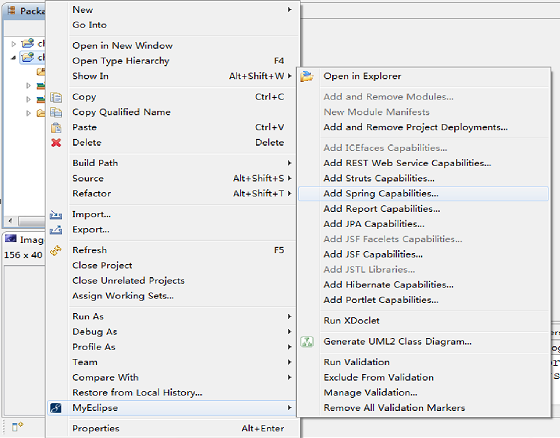 Packa
New
Go Into
Open in New Window
Open Type Hierarchy F4
Show In Alt+Shift+W
Copy Ctrl+C
Copy Qualified Name
Paste Ctrl+V
Delete Delete
Build Path
Source Alt+Shift+S
Refactor Alt+Shift+T
Import...
Export...
Refresh F5
Close Project
Close Unrelated Projects
Assign Working Sets...
Run As
Debug As
Profile As
Team
Compare With
Restore from Local History...
MyEclipse
Properties Alt+Enter
Imag
156 x 40
Open in Explorer
Add and Remove Modules...
New Module Manifests
Add and Remove Project Deployments...
Add ICEfaces Capabilities...
Add REST Web Service Capabilities...
Add Struts Capabilities...
Add Spring Capabilities...
Add Report Capabilities...
Add JPA Capabilities...
Add JSF Facelets Capabilities...
Add JSF Capabilities...
Add JSTL Libraries...
Add Hibernate Capabilities...
Add Portlet Capabilities...
Run XDoclet
Generate UML2 Class Diagram...
Run Validation
Exclude From Validation
Manage Validation...
Remove All Validation Markers